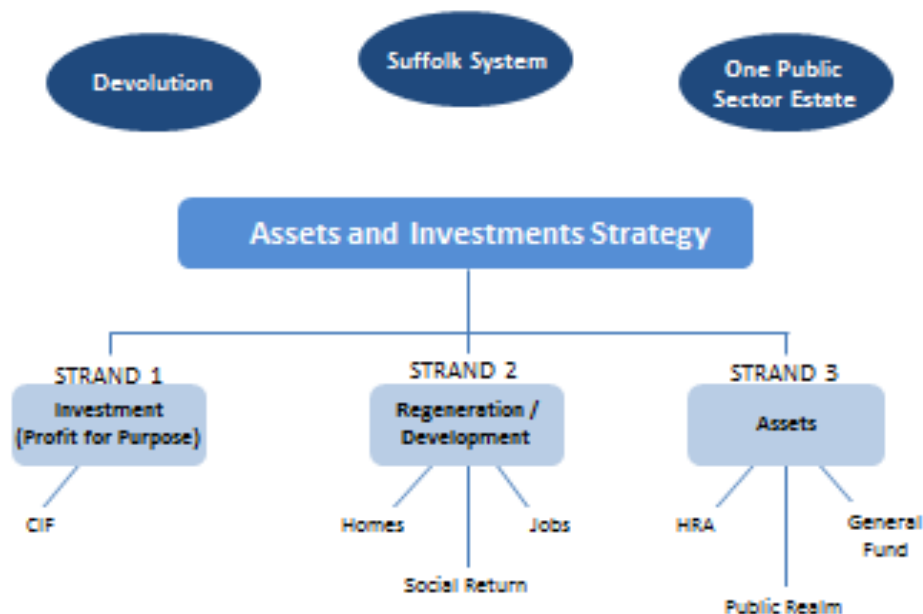 Devolution
Suffolk System
One Public
Sector Estate
Assets and Investments Strategy
STRAND 1
Investment
(Profit for Purpose)
CIF
STRAND 2
Regeneration /
Development
Homes
Jobs
Social Return
STRAND 3
Assets
HRA
General
Fund
Public Realm